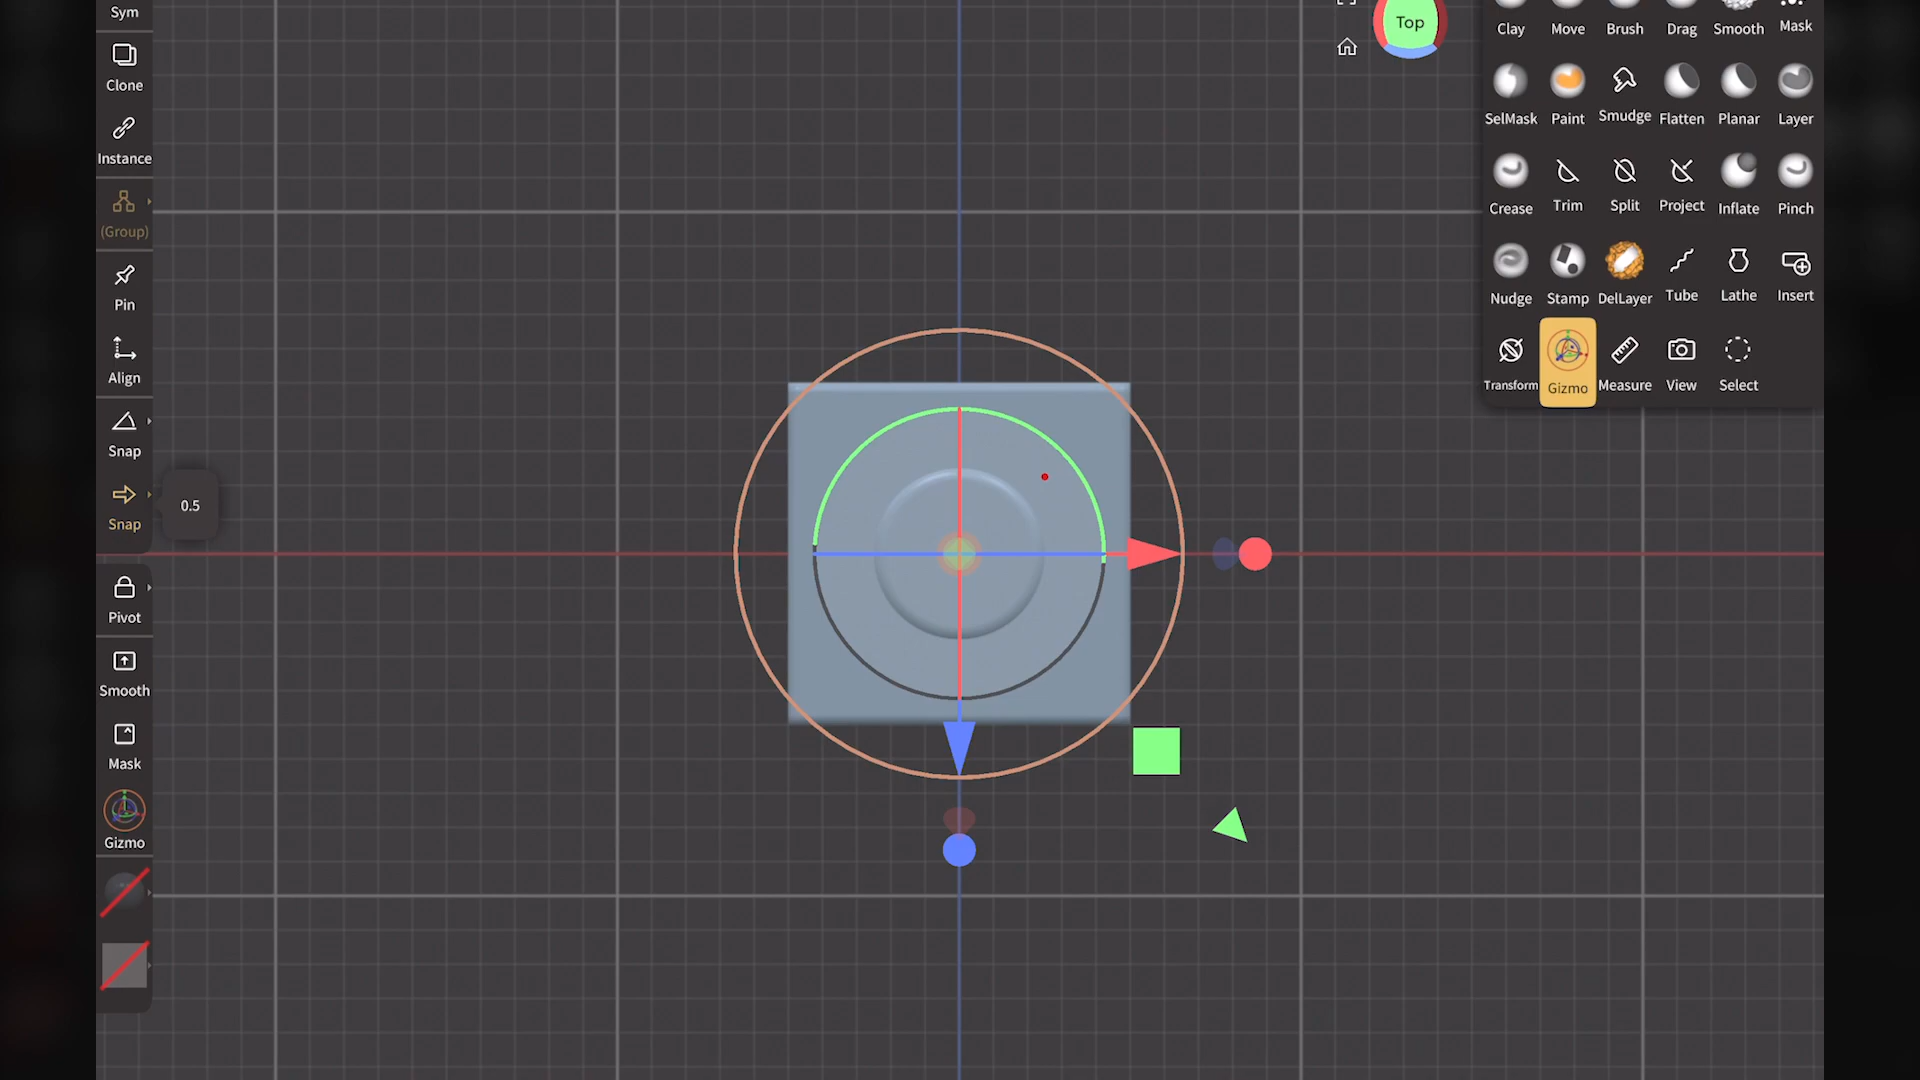 Sym
Clone
Instance
(Group)
Pin
Align
Snap
Snap
0.5
Pivot
Smooth
Mask
Gizmo
Top
Clay Move Brush Drag Smooth Mask
SelMask Paint Smudge Flatten Planar Layer
Crease Trim Split Project Inflate Pinch
Nudge Stamp DelLayer Tube Lathe Insert
Transform Gizmo Measure View Select